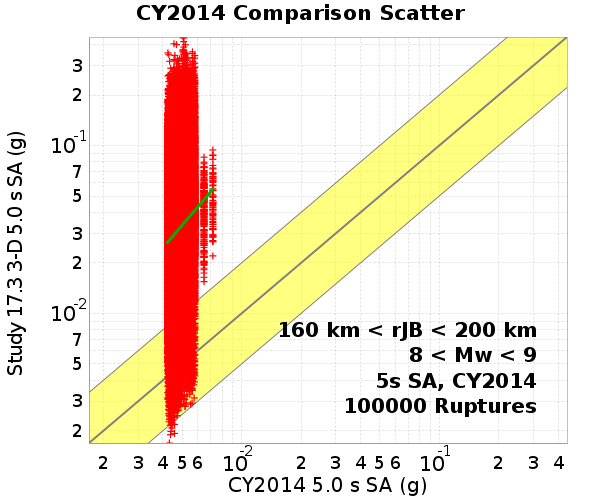 CY2014 Comparison Scatter
Study 17.3 3-D 5.0 s SA (g)
3
2
10-1
7
5
3
2
10-2
7
5
3
2
160 km < rJB < 200 km
8 < Mw < 9
5s SA, CY2014
100000 Ruptures
2 3 4 5 6 10-2 2 3 4 5 6 10-1 2 3 4
CY2014 5.0 s SA (g)